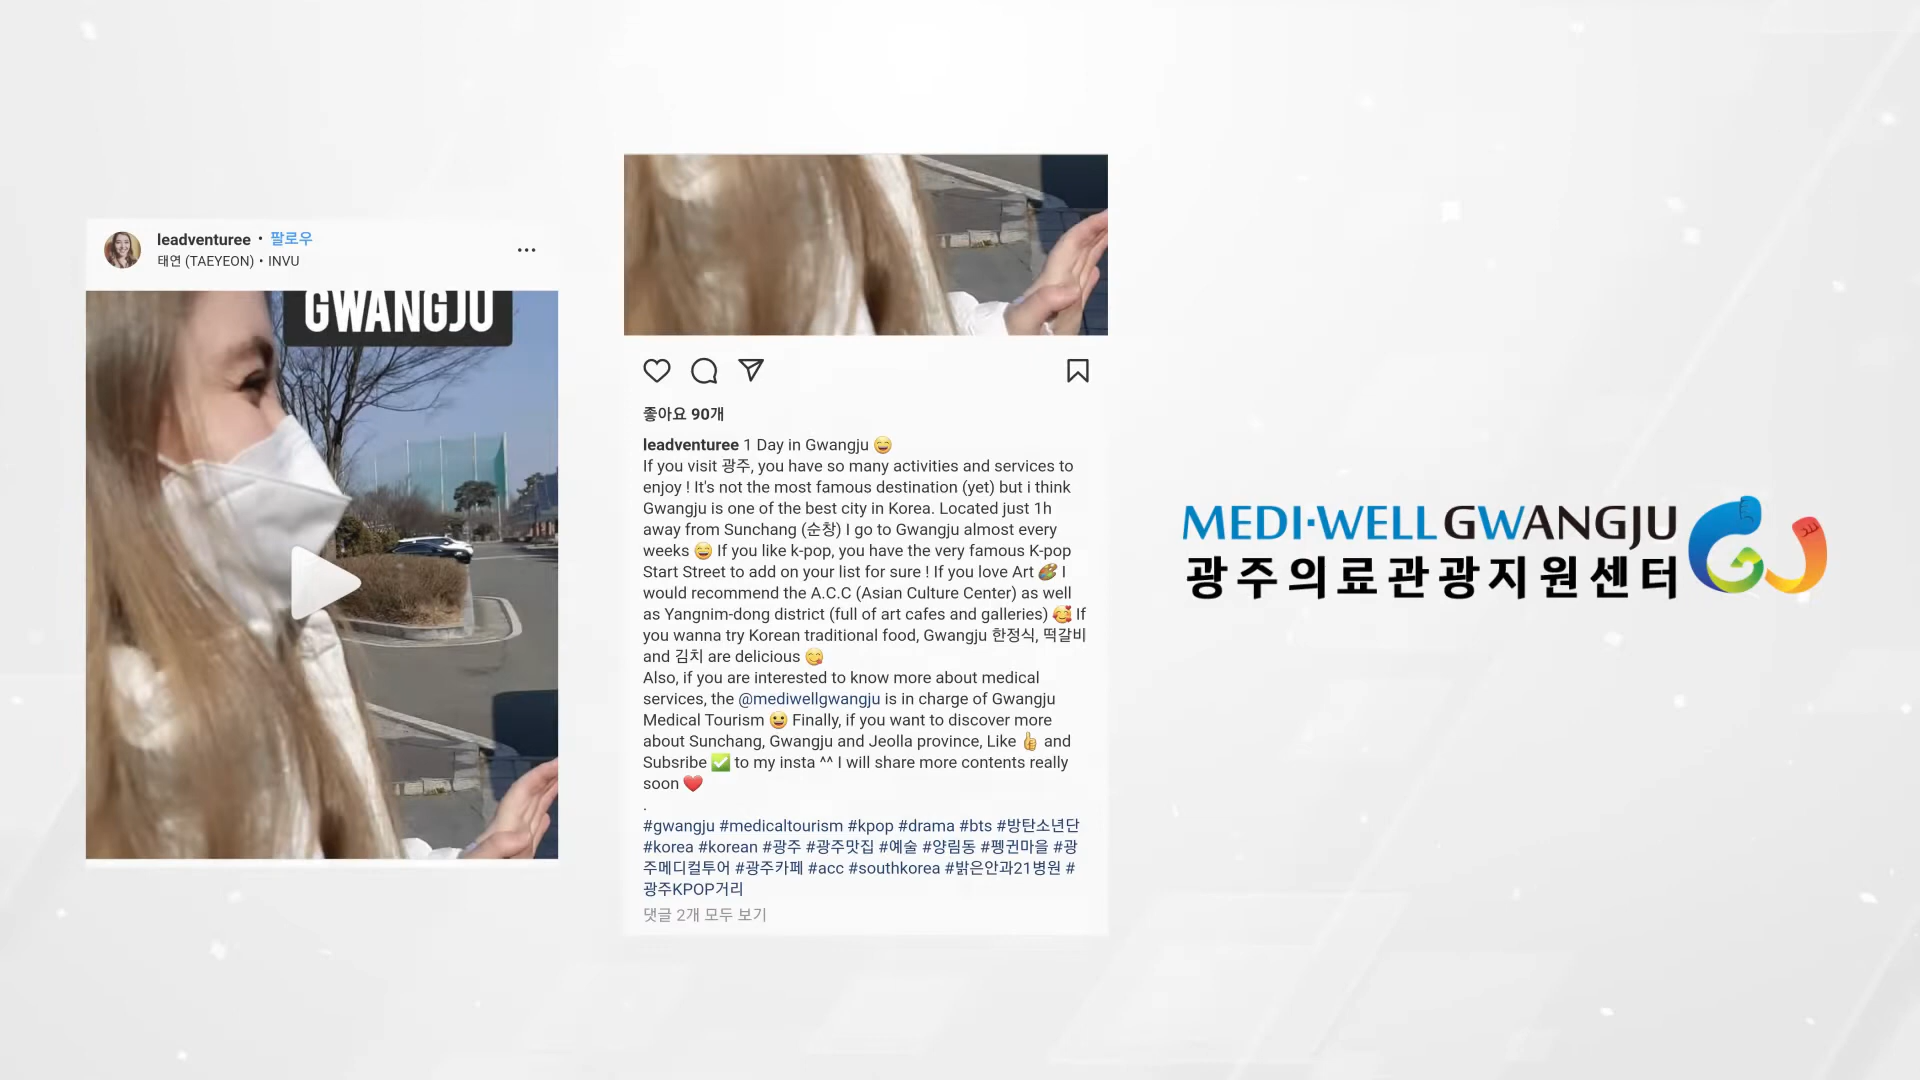 leadventuree • 팔로우
태연 (TAEYEON) • INVU
GWANGJU
좋아요 90개
leadventuree 1 Day in Gwangju 😄
If you visit 광주, you have so many activities and services to
enjoy ! It's not the most famous destination (yet) but i think
Gwangju is one of the best city in Korea. Located just 1h
away from Sunchang (순창) I go to Gwangju almost every
weeks 😄 If you like k-pop, you have the very famous K-pop
Start Street to add on your list for sure ! If you love Art 🎨 I
would recommend the A.C.C (Asian Culture Center) as well
as Yangnim-dong district (full of art cafes and galleries) 🥰 If
you wanna try Korean traditional food, Gwangju 한정식, 떡갈비
and 김치 are delicious 😋
Also, if you are interested to know more about medical
services, the @mediwellgwangju is in charge of Gwangju
Medical Tourism 😀 Finally, if you want to discover more
about Sunchang, Gwangju and Jeolla province, Like 👍 and
Subsribe ✅ to my insta ^^ I will share more contents really
soon ❤️
.
#gwangju #medicaltourism #kpop #drama #bts #방탄소년단
#korea #korean #광주 #광주맛집 #예술 #양림동 #펭귄마을 #광
주메디컬투어 #광주카페 #acc #southkorea #밝은안과21병원 #
광주KPOP거리
댓글 2개 모두 보기
MEDI·WELL GWANGJU
광주의료관광지원센터